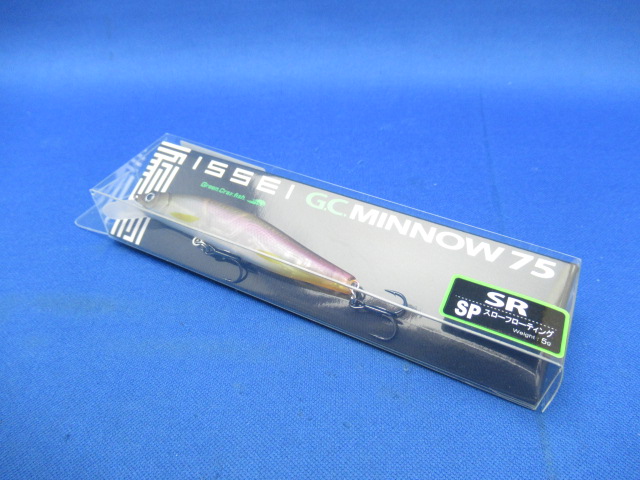 ISSEI
Green Cray Fish
G.C.MINNOW 75
SR
SP スローフローティング
Weight : 5g